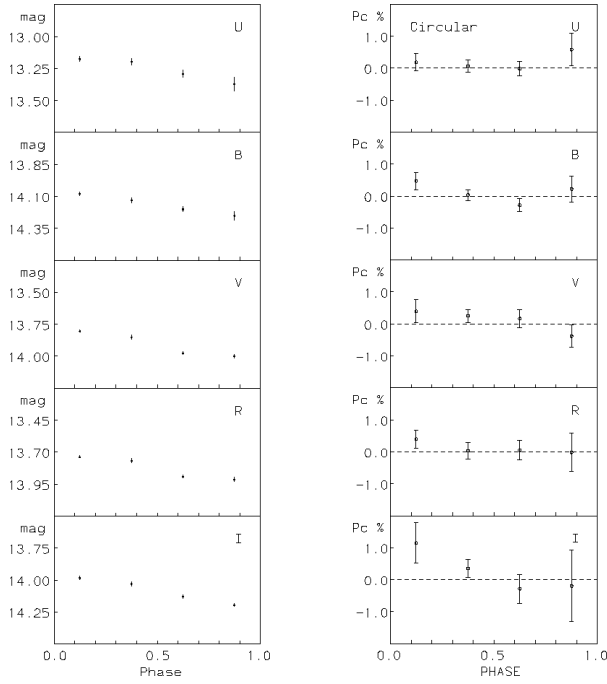 mag
U
13.00
13.25
13.50
B
13.85
14.10
14.35
mag
V
13.50
13.75
14.00
mag
R
13.45
13.70
13.95
mag
I
13.75
14.00
14.25
0.0 0.5 1.0
Phase
Pc %
Circular U
1.0
0.0
-1.0
Pc %
B
1.0
0.0
-1.0
Pc %
V
1.0
0.0
-1.0
Pc %
R
1.0
0.0
-1.0
Pc %
I
1.0
0.0
-1.0
0.0 0.5 1.0
PHASE